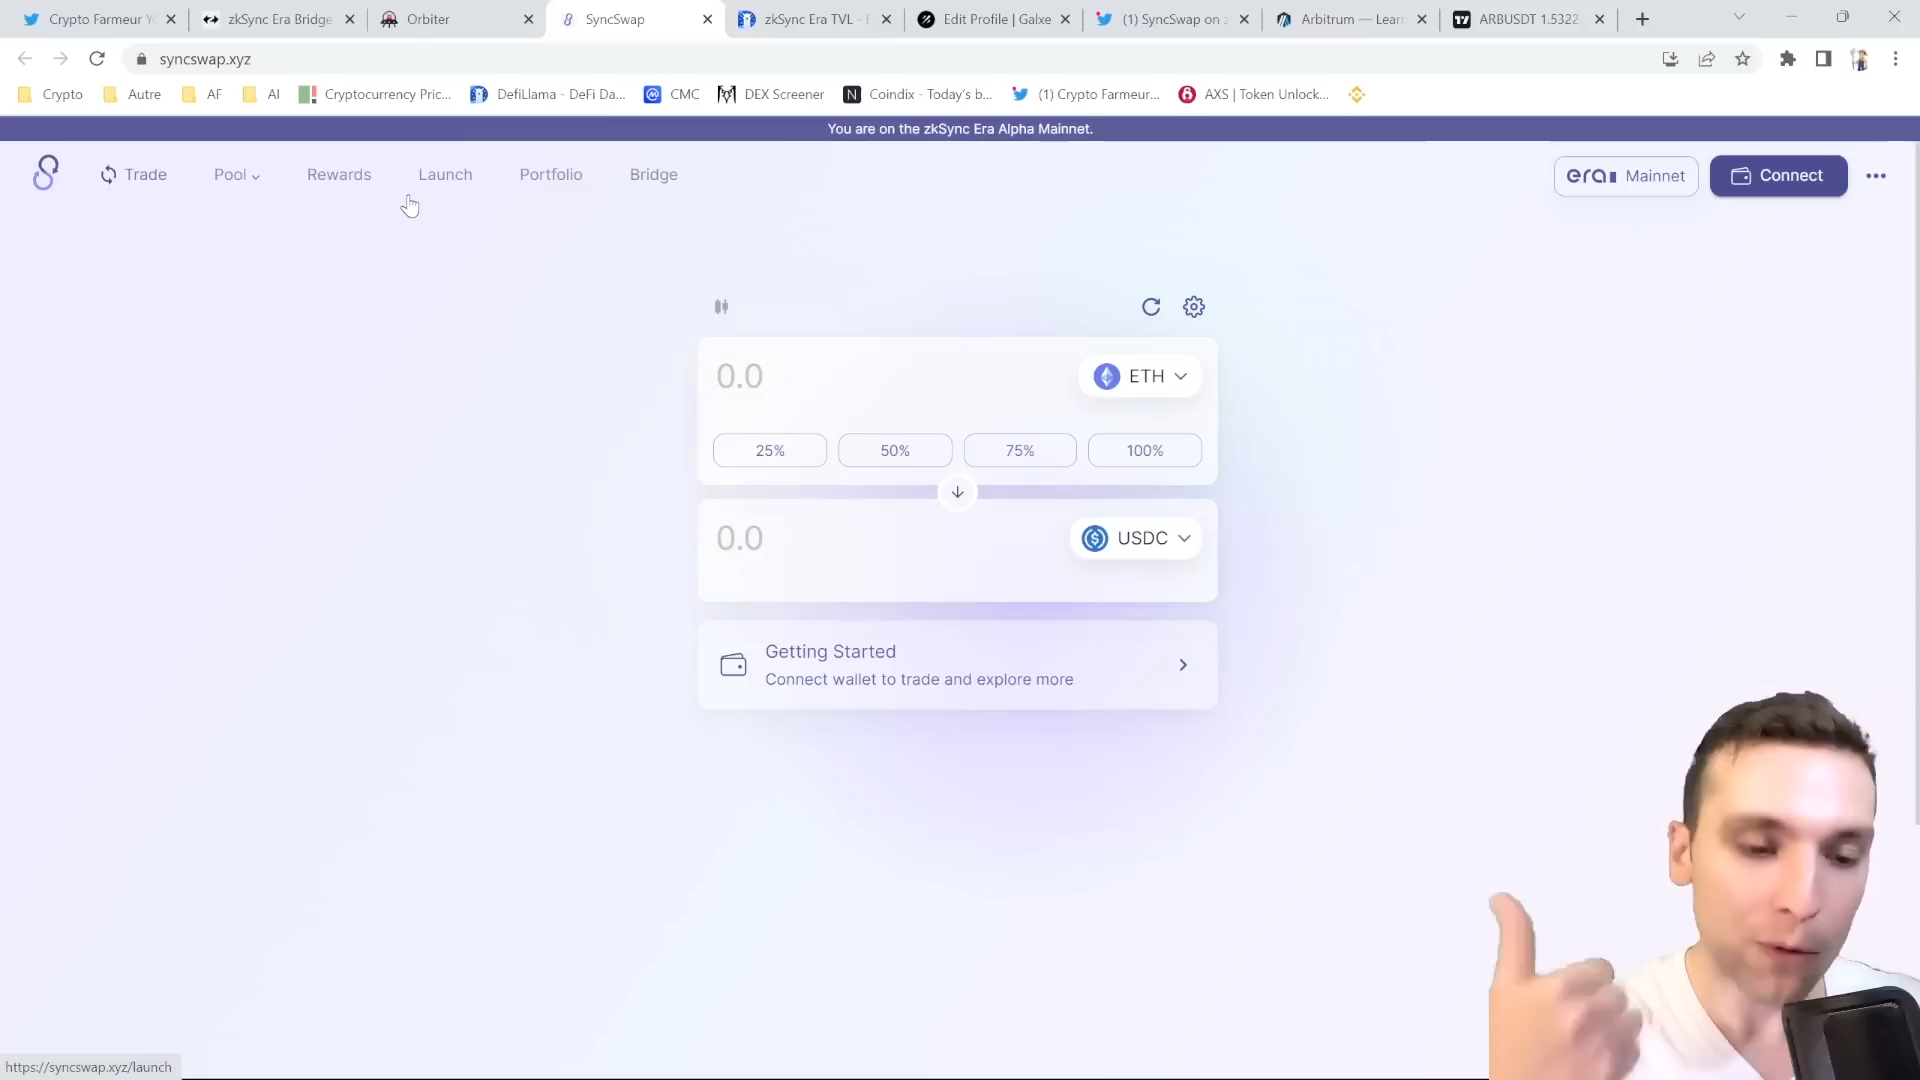 Crypto Farmeur Y
zkSync Era Bridge
Orbiter
SyncSwap
zkSync Era TVL - D
Edit Profile | Galxe
(1) SyncSwap on z
Arbitrum — Lear
ARBUSDT 1.5322
syncswap.xyz
Crypto
Autre
AF
AI
Cryptocurrency Pric...
DefiLlama - DeFi Da...
CMC
DEX Screener
Coindix - Today's b...
(1) Crypto Farmeur...
AXS | Token Unlock...
You are on the zkSync Era Alpha Mainnet.
Trade
Pool
Rewards
Launch
Portfolio
Bridge
era Mainnet
Connect
0.0
ETH
25%
50%
75%
100%
0.0
USDC
Getting Started
Connect wallet to trade and explore more
https://syncswap.xyz/launch